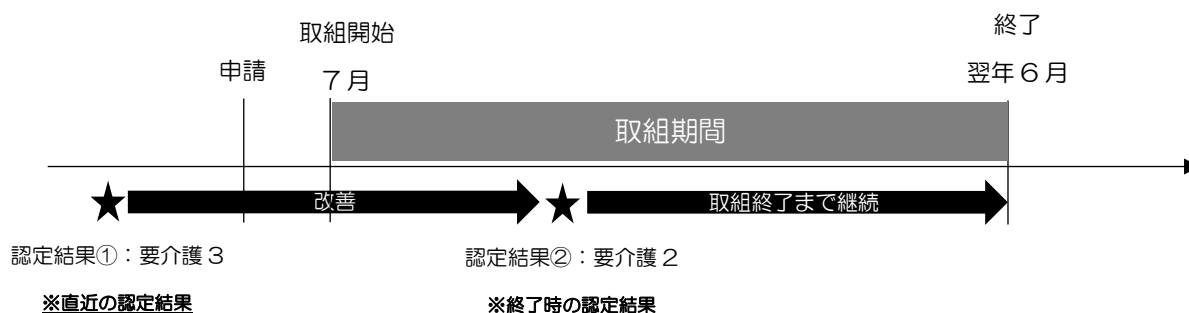 終了
取組開始
申請
７月
翌年６月
取組期間
改善
取組終了まで継続
認定結果①：要介護３
認定結果②：要介護２
※直近の認定結果
※終了時の認定結果